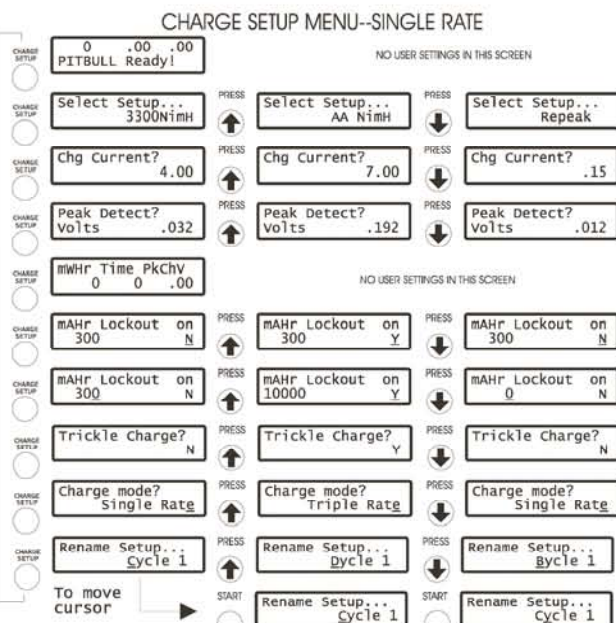 CHARGE SETUP MENU--SINGLE RATE
CHARGE SETUP
0 .00 .00
PITBULL Ready!
NO USER SETTINGS IN THIS SCREEN
CHARGE SETUP
Select Setup...
3300NimH
PRESS
Select Setup...
AA NimH
PRESS
Select Setup...
Repeak
CHARGE SETUP
Chg Current?
4.00
PRESS
Chg Current?
7.00
PRESS
Chg Current?
.15
CHARGE SETUP
Peak Detect?
Volts .032
PRESS
Peak Detect?
Volts .192
PRESS
Peak Detect?
Volts .012
CHARGE SETUP
mWHr Time PkChV
0 0 .00
NO USER SETTINGS IN THIS SCREEN
CHARGE SETUP
mAHr Lockout on
300 N
PRESS
mAHr Lockout on
300 Y
PRESS
mAHr Lockout on
300 N
CHARGE SETUP
mAHr Lockout on
300 N
PRESS
mAHr Lockout on
10000 Y
PRESS
mAHr Lockout on
0 N
CHARGE SETUP
Trickle Charge?
N
PRESS
Trickle Charge?
Y
PRESS
Trickle Charge?
N
CHARGE SETUP
Charge mode?
Single Rate
PRESS
Charge mode?
Triple Rate
PRESS
Charge mode?
Single Rate
CHARGE SETUP
Rename Setup...
Cycle 1
PRESS
Rename Setup...
Dycle 1
PRESS
Rename Setup...
Bycle 1
To move
cursor
START
Rename Setup...
Cycle 1
START
Rename Setup...
Cycle 1